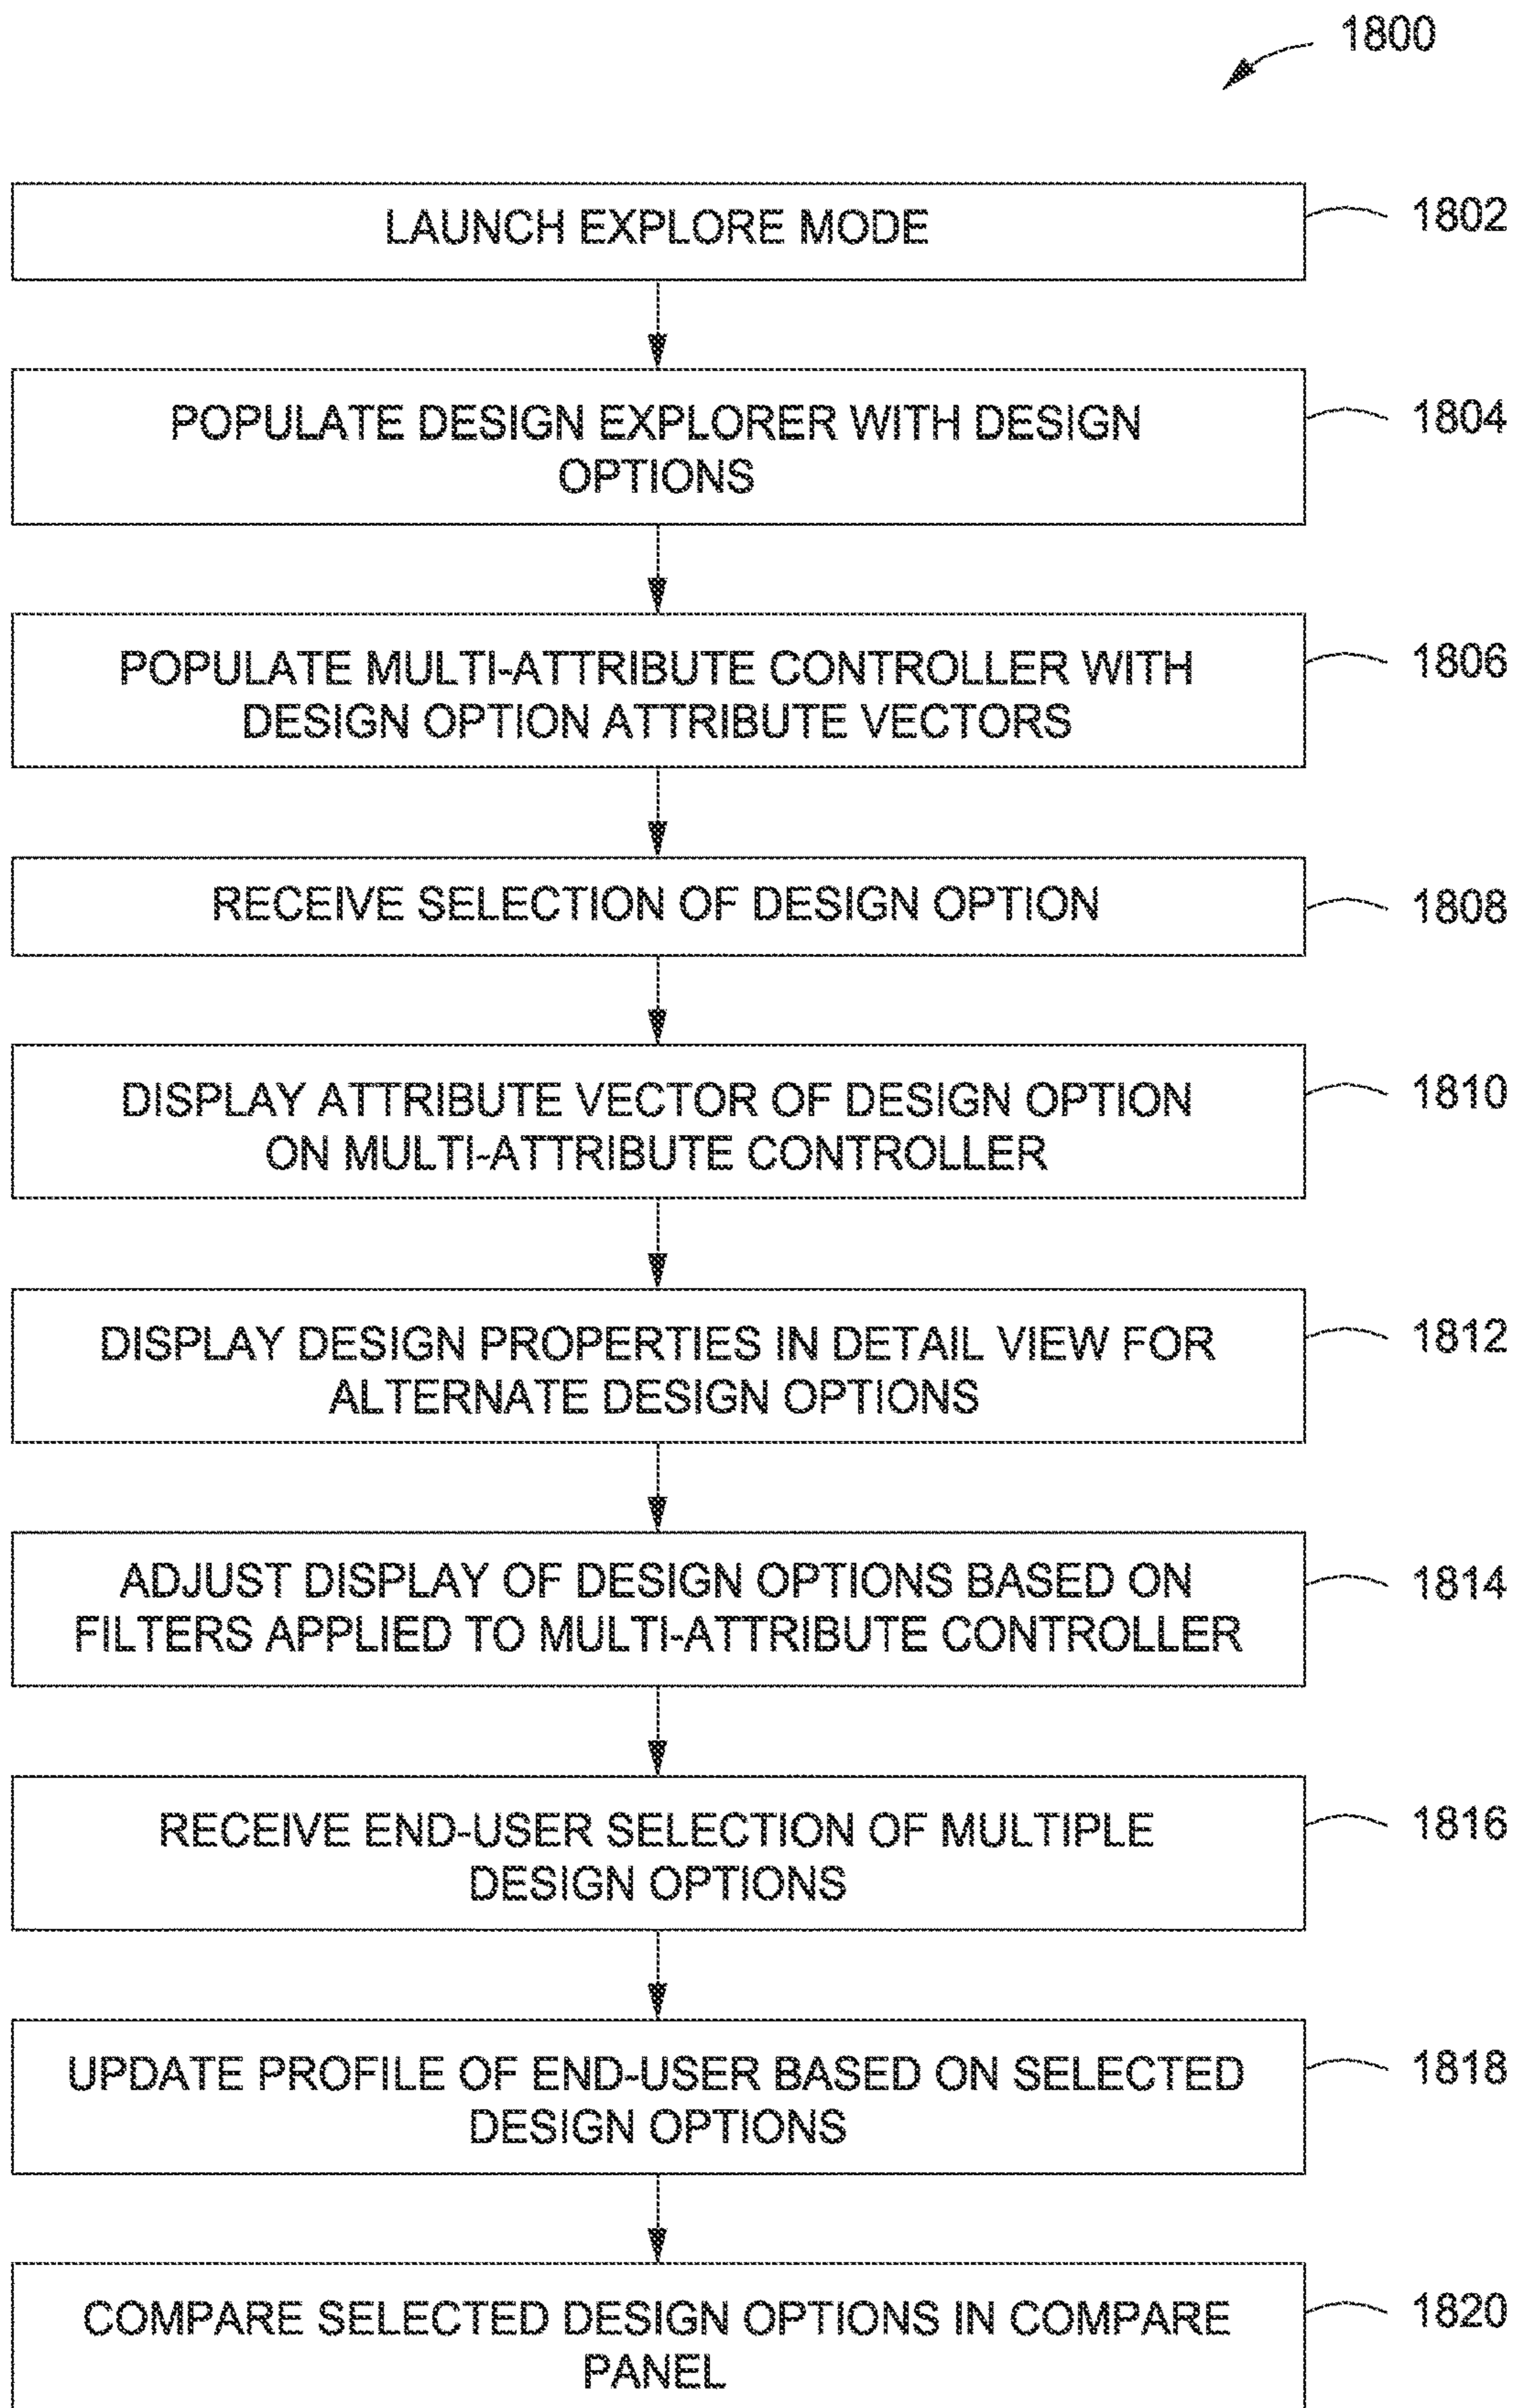 1800
LAUNCH EXPLORE MODE
1802
POPULATE DESIGN EXPLORER WITH DESIGN
OPTIONS
1804
POPULATE MULTI-ATTRIBUTE CONTROLLER WITH
DESIGN OPTION ATTRIBUTE VECTORS
1806
RECEIVE SELECTION OF DESIGN OPTION
1808
DISPLAY ATTRIBUTE VECTOR OF DESIGN OPTION
ON MULTI-ATTRIBUTE CONTROLLER
1810
DISPLAY DESIGN PROPERTIES IN DETAIL VIEW FOR
ALTERNATE DESIGN OPTIONS
1812
ADJUST DISPLAY OF DESIGN OPTIONS BASED ON
FILTERS APPLIED TO MULTI-ATTRIBUTE CONTROLLER
1814
RECEIVE END-USER SELECTION OF MULTIPLE
DESIGN OPTIONS
1816
UPDATE PROFILE OF END-USER BASED ON SELECTED
DESIGN OPTIONS
1818
COMPARE SELECTED DESIGN OPTIONS IN COMPARE
PANEL
1820